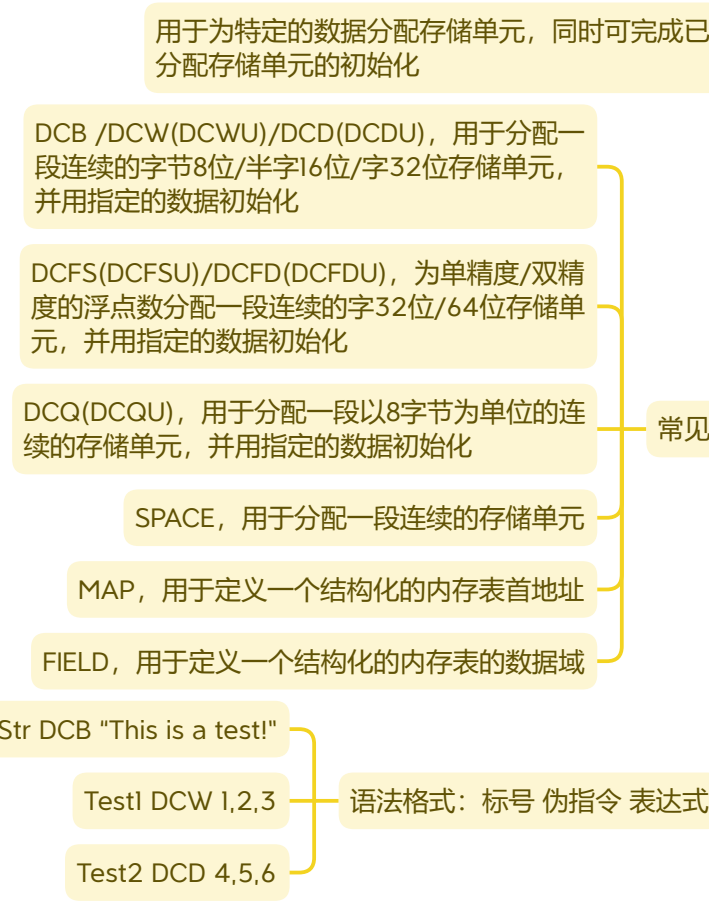 用于为特定的数据分配存储单元，同时可完成已
分配存储单元的初始化
DCB /DCW(DCWU)/DCD(DCDU)，用于分配一
段连续的字节8位/半字16位/字32位存储单元，
并用指定的数据初始化
DCFS(DCFSU)/DCFD(DCFDU)，为单精度/双精
度的浮点数分配一段连续的字32位/64位存储单
元，并用指定的数据初始化
DCQ(DCQU)，用于分配一段以8字节为单位的连
续的存储单元，并用指定的数据初始化
常见
SPACE，用于分配一段连续的存储单元
MAP，用于定义一个结构化的内存表首地址
FIELD，用于定义一个结构化的内存表的数据域
Str DCB "This is a test!"
Test1 DCW 1,2,3
语法格式：标号 伪指令 表达式
Test2 DCD 4,5,6